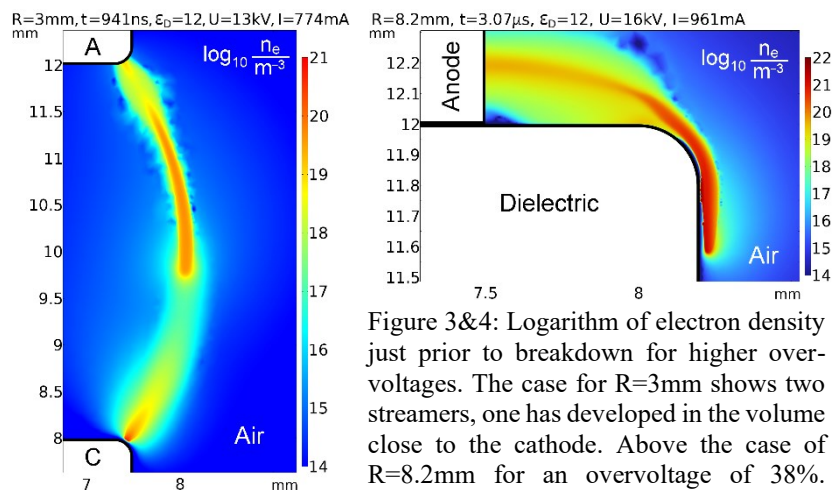 R=3mm, t=941ns, ε_D=12, U=13kV, I=774mA
mm
A
log₁₀ nₑ/m⁻³
12
11.5
11
10.5
10
9.5
9
8.5
8
C
Air
7 8
21
20
19
18
17
16
15
14
R=8.2mm, t=3.07μs, ε_D=12, U=16kV, I=961mA
mm
Anode
log₁₀ nₑ/m⁻³
12.2
12.1
12
11.9
11.8
11.7
11.6
11.5
Dielectric
Air
7.5 8 mm
22
21
20
19
18
17
16
15
14
Figure 3&4: Logarithm of electron density
just prior to breakdown for higher over-
voltages. The case for R=3mm shows two
streamers, one has developed in the volume
close to the cathode. Above the case of
R=8.2mm for an overvoltage of 38%.